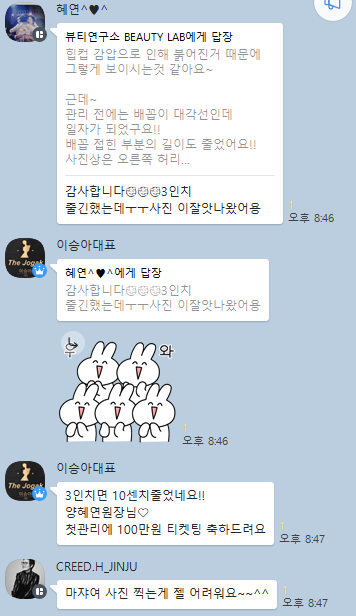 혜연^♥^
뷰티연구소 BEAUTY LAB에게 답장
힙컵 감압으로 인해 붉어진거 때문에
그렇게 보이시는것 같아요~
근데~
관리 전에는 배꼽이 대각선인데
일자가 되었구요!!
배꼽 접힌 부분의 길이도 줄었어요!!
사진상은 오른쪽 허리...
감사합니다😊😊😊3인치
줄긴했는데ㅜㅜ사진 이잘앗나왔어용
1
오후 8:46
이승아대표
The Jogak
혜연^♥^에게 답장
감사합니다😊😊😊3인치
줄긴했는데ㅜㅜ사진 이잘앗나왔어용
우
와
1
오후 8:46
이승아대표
The Jogak
3인치면 10센치줄었네요!!
양혜연원장님♡
첫관리에 100만원 티켓팅 축하드려요
1
오후 8:47
CREED.H_JINJU
마쟈여 사진 찍는게 젤 어려워요~~^^
1
오후 8:47